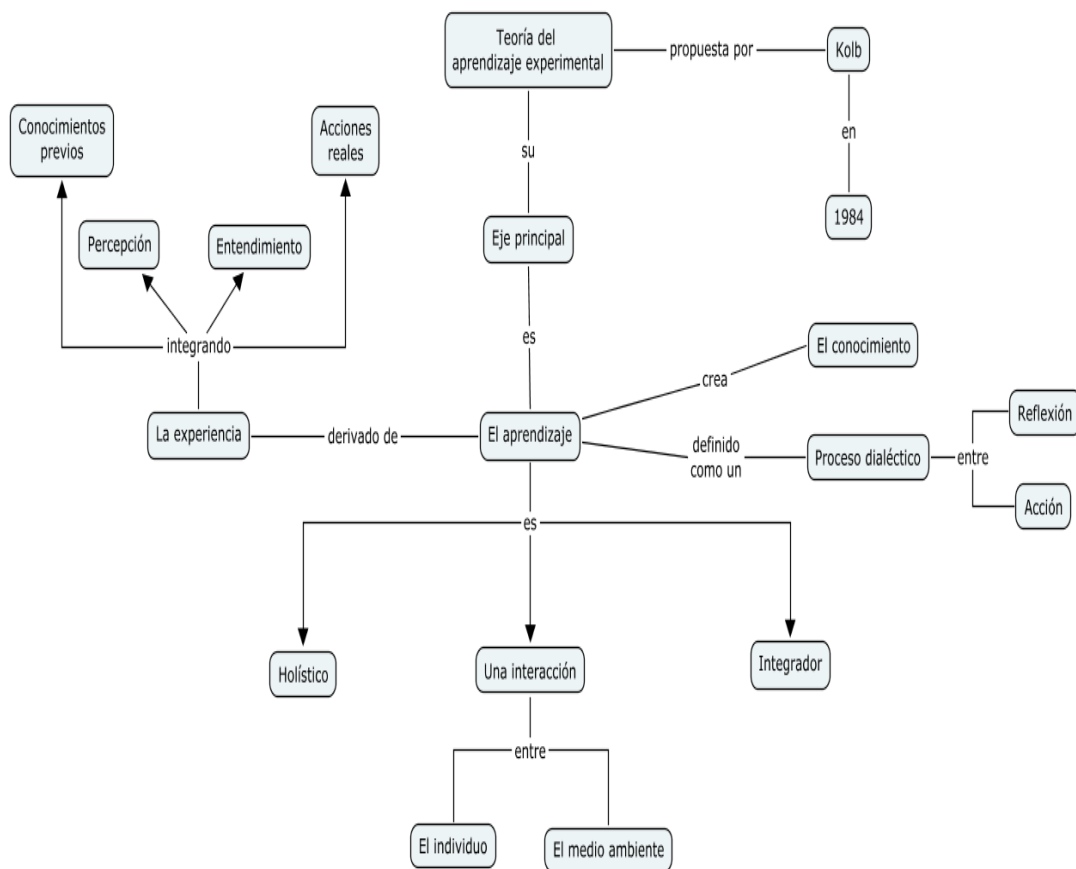 Teoría del
aprendizaje experimental
propuesta por
Kolb
en
1984
su
Eje principal
es
Conocimientos
previos
Acciones
reales
Percepción
Entendimiento
integrando
La experiencia
derivado de
El aprendizaje
crea
El conocimiento
definido
como un
Proceso dialéctico
entre
Reflexión
Acción
es
Holístico
Una interacción
Integrador
entre
El individuo
El medio ambiente